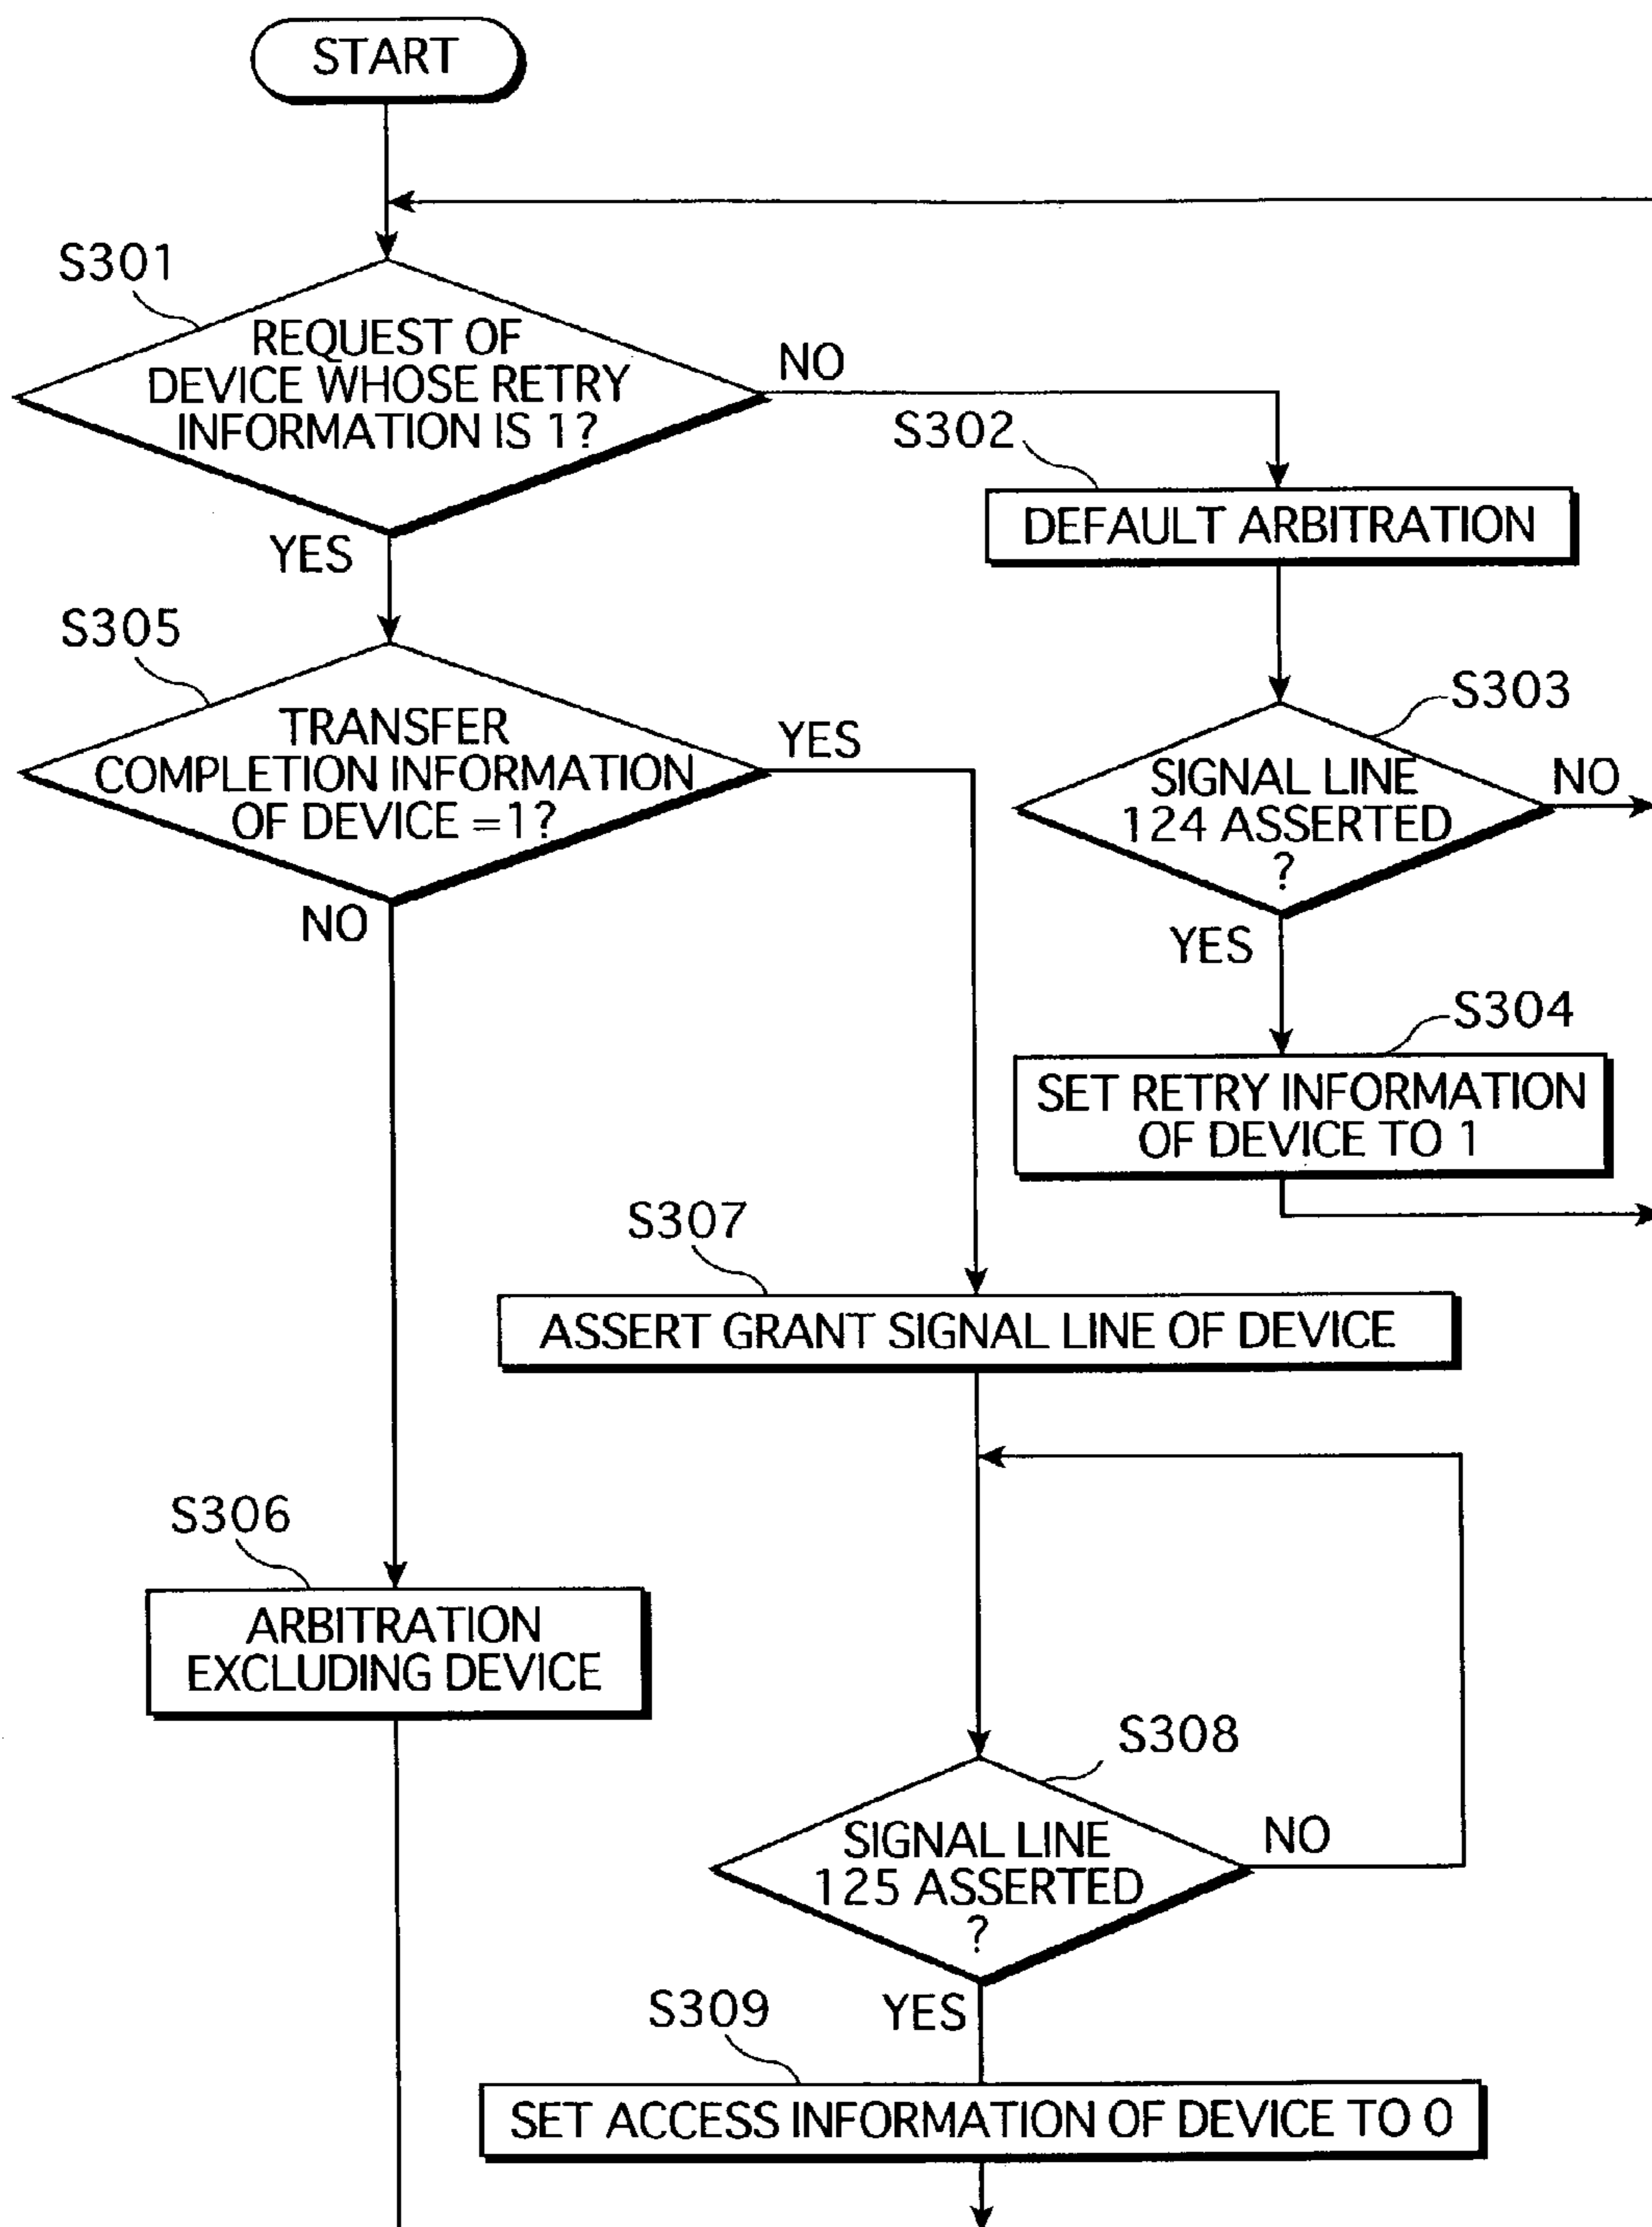 START
S301
REQUEST OF
DEVICE WHOSE RETRY
INFORMATION IS 1?
NO
YES
S302
DEFAULT ARBITRATION
S305
TRANSFER
COMPLETION INFORMATION
OF DEVICE =1?
YES
NO
S303
SIGNAL LINE
124 ASSERTED
?
NO
YES
S304
SET RETRY INFORMATION
OF DEVICE TO 1
S307
ASSERT GRANT SIGNAL LINE OF DEVICE
S306
ARBITRATION
EXCLUDING DEVICE
S308
SIGNAL LINE
125 ASSERTED
?
NO
YES
S309
SET ACCESS INFORMATION OF DEVICE TO 0